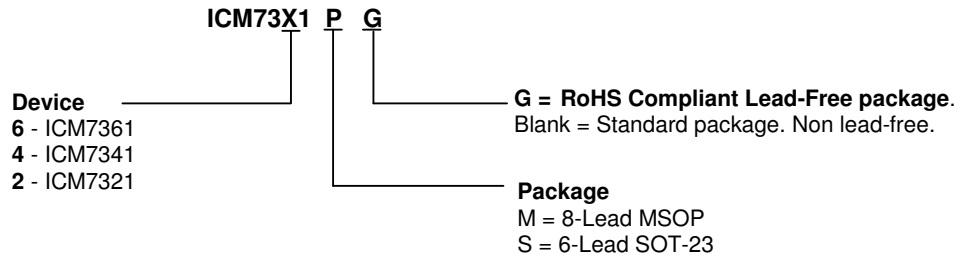 ICM73X1 P G
Device
6 - ICM7361
4 - ICM7341
2 - ICM7321
G = RoHS Compliant Lead-Free package.
Blank = Standard package. Non lead-free.
Package
M = 8-Lead MSOP
S = 6-Lead SOT-23